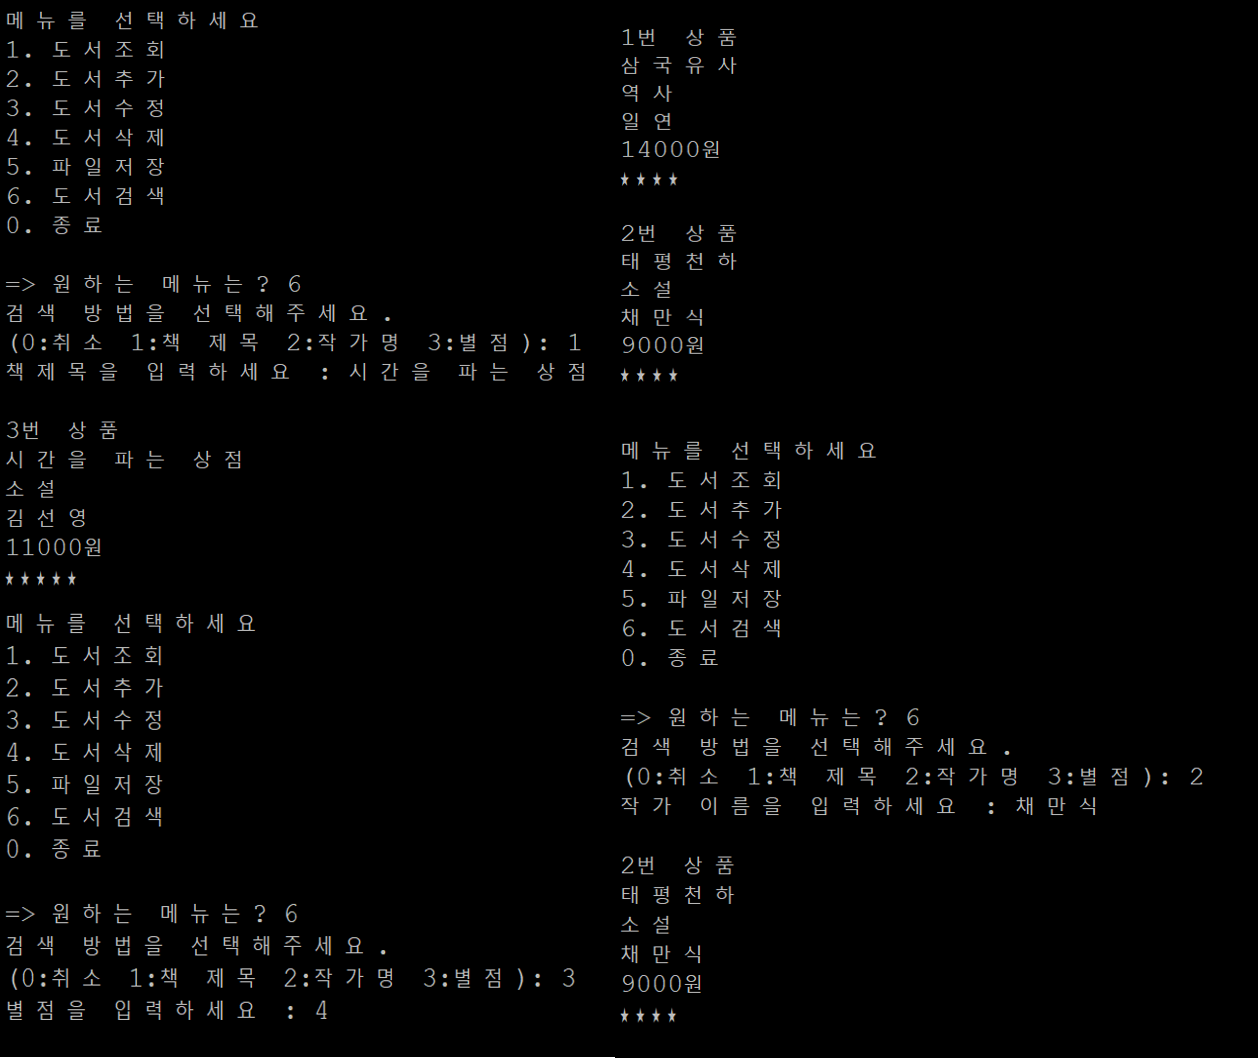 메뉴를 선택하세요
1. 도서조회
2. 도서추가
3. 도서수정
4. 도서삭제
5. 파일저장
6. 도서검색
0. 종료
=> 원하는 메뉴는? 6
검색 방법을 선택해주세요.
(0:취소 1:책 제목 2:작가명 3:별점): 1
책제목을 입력하세요 : 시간을 파는 상점
3번 상품
시간을 파는 상점
소설
김선영
11000원
★★★★★
메뉴를 선택하세요
1. 도서조회
2. 도서추가
3. 도서수정
4. 도서삭제
5. 파일저장
6. 도서검색
0. 종료
=> 원하는 메뉴는? 6
검색 방법을 선택해주세요.
(0:취소 1:책 제목 2:작가명 3:별점): 3
별점을 입력하세요 : 4
1번 상품
삼국유사
역사
일연
14000원
★★★★
2번 상품
태평천하
소설
채만식
9000원
★★★★
메뉴를 선택하세요
1. 도서조회
2. 도서추가
3. 도서수정
4. 도서삭제
5. 파일저장
6. 도서검색
0. 종료
=> 원하는 메뉴는? 6
검색 방법을 선택해주세요.
(0:취소 1:책 제목 2:작가명 3:별점): 2
작가 이름을 입력하세요 : 채만식
2번 상품
태평천하
소설
채만식
9000원
★★★★